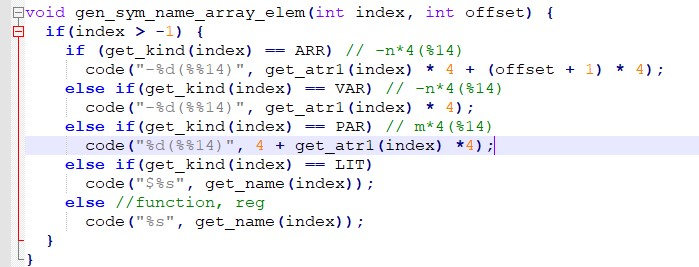 void gen_sym_name_array_elem(int index, int offset) {
  if(index > -1) {
    if (get_kind(index) == ARR) // -n*4(%14)
      code("-%d(%%14)", get_atr1(index) * 4 + (offset + 1) * 4);
    else if(get_kind(index) == VAR) // -n*4(%14)
      code("-%d(%%14)", get_atr1(index) * 4);
    else if(get_kind(index) == PAR) // m*4(%14)
      code("%d(%%14)", 4 + get_atr1(index) *4);
    else if(get_kind(index) == LIT)
      code("$%s", get_name(index));
    else //function, reg
      code("%s", get_name(index));
  }
}